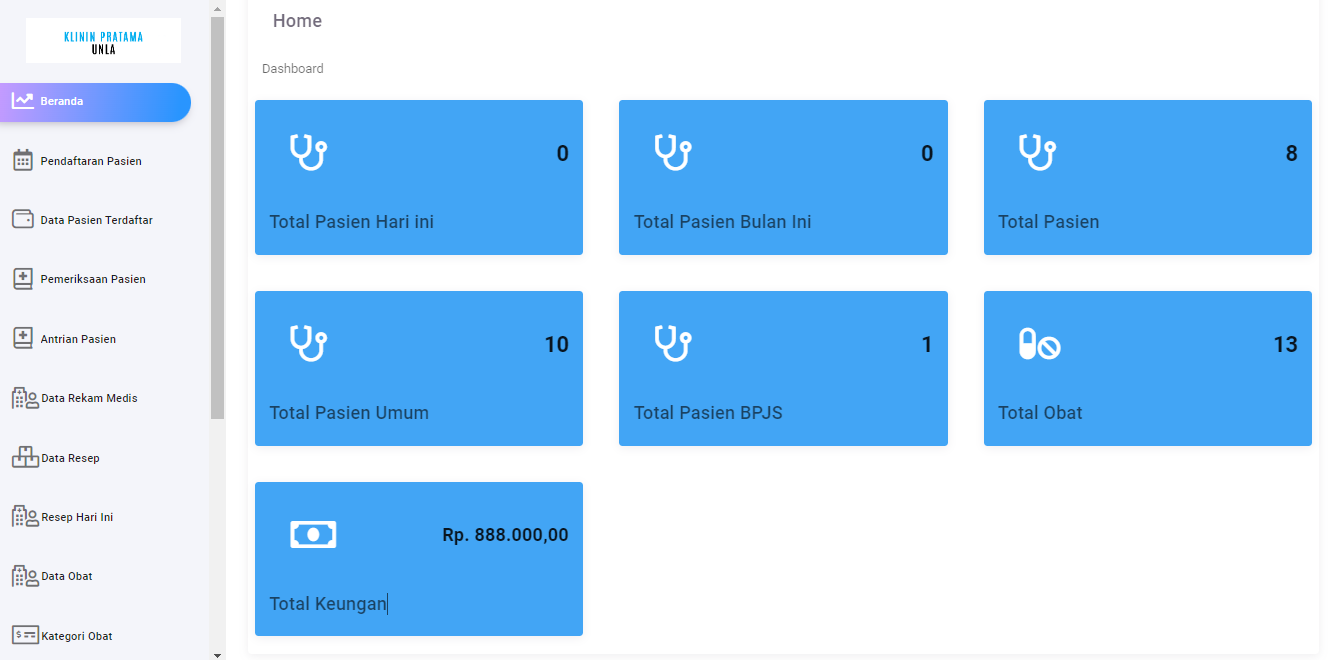 KLININ PRATAMA
UNLA
Beranda
Pendaftaran Pasien
Data Pasien Terdaftar
Pemeriksaan Pasien
Antrian Pasien
Data Rekam Medis
Data Resep
Resep Hari Ini
Data Obat
Kategori Obat
Home
Dashboard
0
Total Pasien Hari ini
0
Total Pasien Bulan Ini
8
Total Pasien
10
Total Pasien Umum
1
Total Pasien BPJS
13
Total Obat
Rp. 888.000,00
Total Keungan